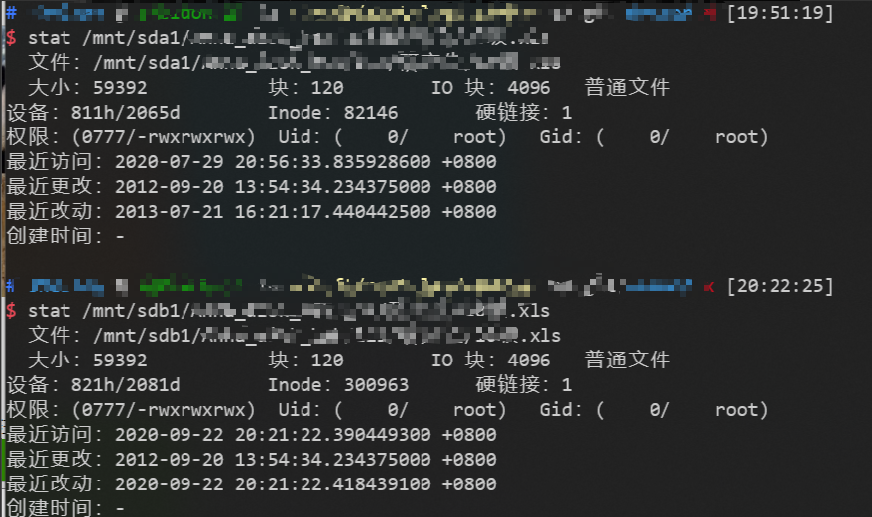 # [19:51:19]
$ stat /mnt/sda1/ .xls
文件：/mnt/sda1/ xls
大小：59392 块：120 IO 块：4096 普通文件
设备：811h/2065d Inode：82146 硬链接：1
权限：(0777/-rwxrwxrwx) Uid：( 0/ root) Gid：( 0/ root)
最近访问：2020-07-29 20:56:33.835928600 +0800
最近更改：2012-09-20 13:54:34.234375000 +0800
最近改动：2013-07-21 16:21:17.440442500 +0800
创建时间：-
# [20:22:25]
$ stat /mnt/sdb1/ .xls
文件：/mnt/sdb1/ .xls
大小：59392 块：120 IO 块：4096 普通文件
设备：821h/2081d Inode：300963 硬链接：1
权限：(0777/-rwxrwxrwx) Uid：( 0/ root) Gid：( 0/ root)
最近访问：2020-09-22 20:21:22.390449300 +0800
最近更改：2012-09-20 13:54:34.234375000 +0800
最近改动：2020-09-22 20:21:22.418439100 +0800
创建时间：-